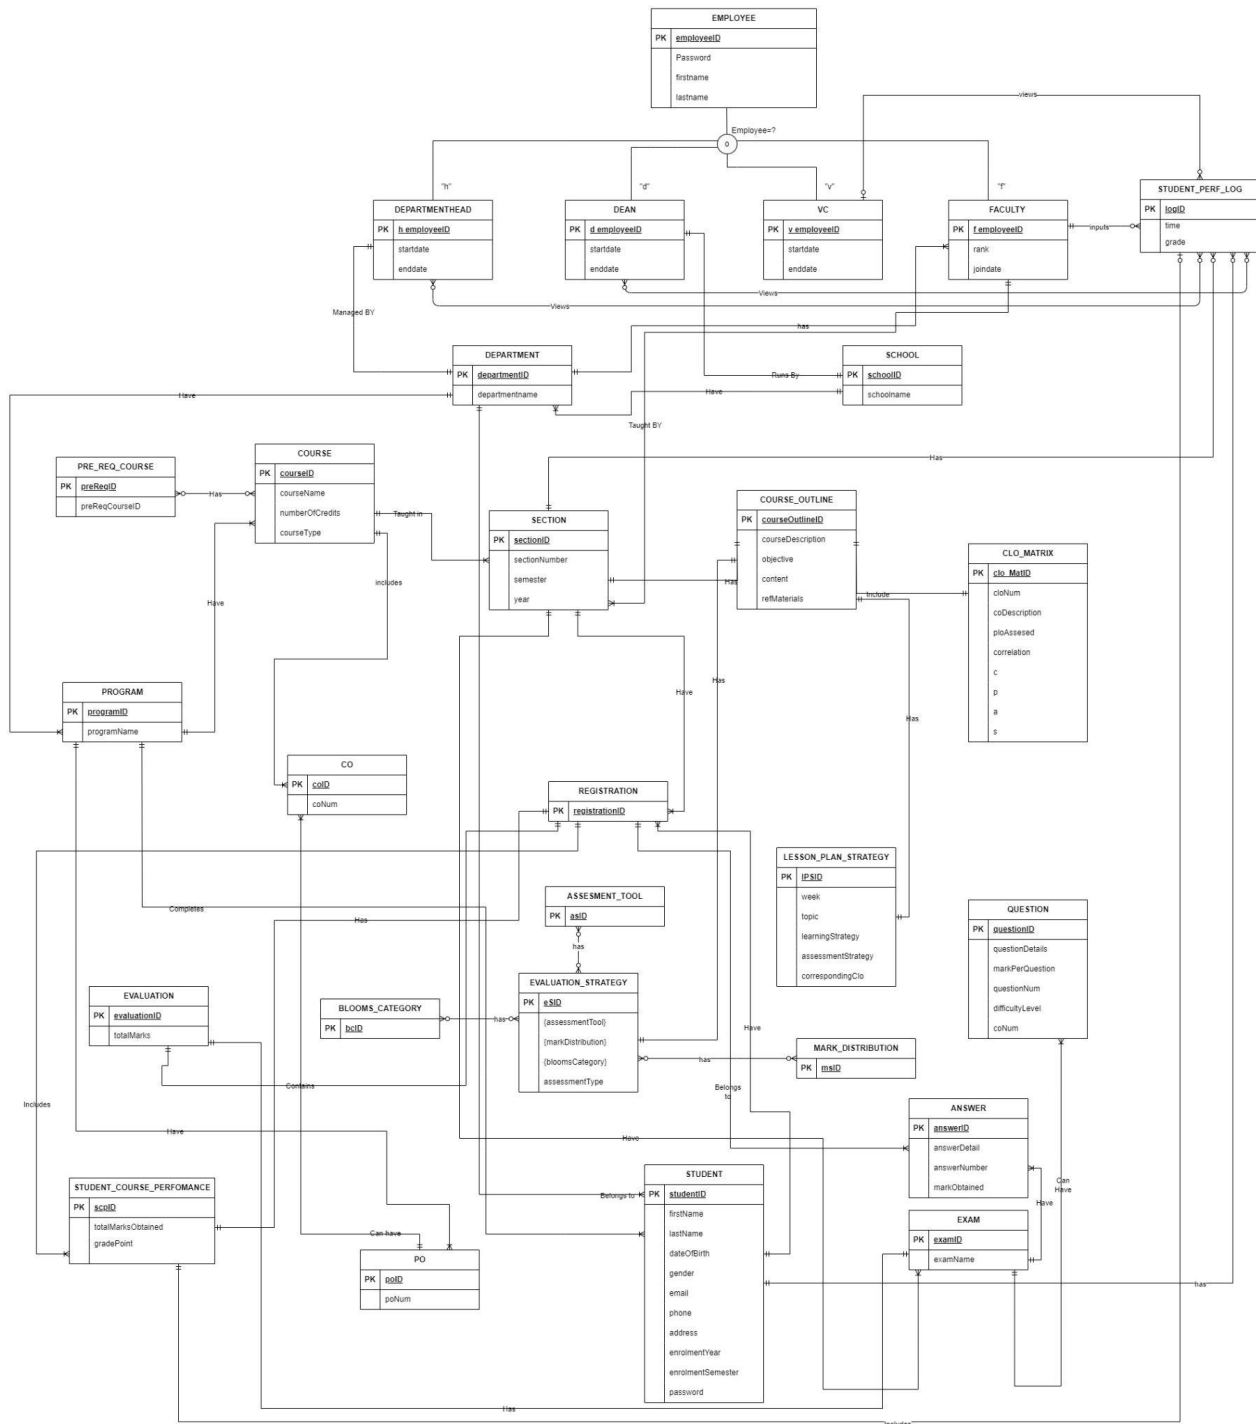 EMPLOYEE
PK employeeID
Password
firstname
lastname
Employee=?
0
views
"h"
"d"
"v"
"f"
DEPARTMENTHEAD
PK h_employeeID
startdate
enddate
DEAN
PK d_employeeID
startdate
enddate
VC
PK v_employeeID
startdate
enddate
FACULTY
PK f_employeeID
rank
joindate
inputs
STUDENT_PERF_LOG
PK logID
time
grade
Views
Views
Managed BY
has
DEPARTMENT
PK departmentID
departmentname
Runs By
SCHOOL
PK schoolID
schoolname
Have
Have
Taught BY
Has
PRE_REQ_COURSE
PK preReqID
preReqCourseID
Has
COURSE
PK courseID
courseName
numberOfCredits
courseType
Taught in
includes
SECTION
PK sectionID
sectionNumber
semester
year
Has
COURSE_OUTLINE
PK courseOutlineID
courseDescription
objective
content
refMaterials
Include
CLO_MATRIX
PK clo_MatID
cloNum
coDescription
ploAssesed
correlation
c
p
a
s
Have
Has
Have
Has
PROGRAM
PK programID
programName
CO
PK coID
coNum
REGISTRATION
PK registrationID
LESSON_PLAN_STRATEGY
PK lPSID
week
topic
learningStrategy
assessmentStrategy
correspondingClo
ASSESMENT_TOOL
PK asID
Completes
Has
has
QUESTION
PK questionID
questionDetails
markPerQuestion
questionNum
difficultyLevel
coNum
EVALUATION
PK evaluationID
totalMarks
BLOOMS_CATEGORY
PK bcID
has
EVALUATION_STRATEGY
PK eSID
{assessmentTool}
{markDistribution}
{bloomsCategory}
assessmentType
Have
has
MARK_DISTRIBUTION
PK msID
Contains
Belongs
to
Includes
Have
Have
ANSWER
PK answerID
answerDetail
answerNumber
markObtained
Can
Have
Have
STUDENT_COURSE_PERFOMANCE
PK scpID
totalMarksObtained
gradePoint
Belongs to
STUDENT
PK studentID
firstName
lastName
dateOfBirth
gender
email
phone
address
enrolmentYear
enrolmentSemester
password
EXAM
PK examID
examName
Can have
PO
PK poID
poNum
has
Has
Includes